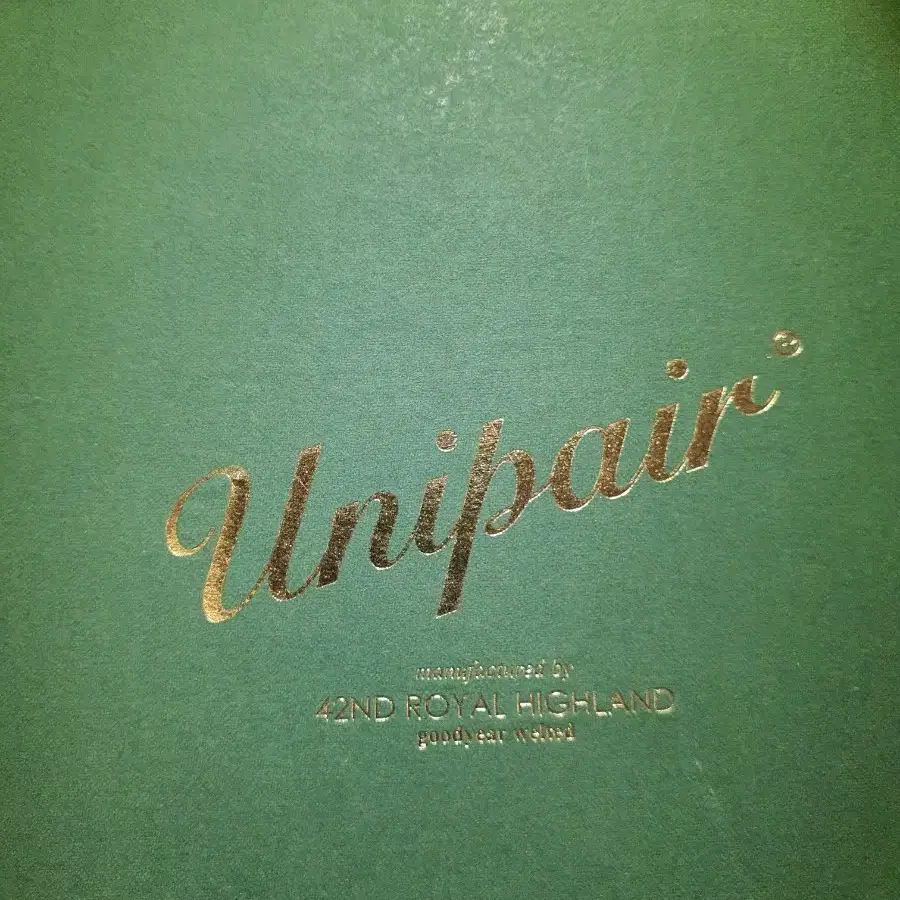 Unipair®
manufactured by
42ND ROYAL HIGHLAND
goodyear welted